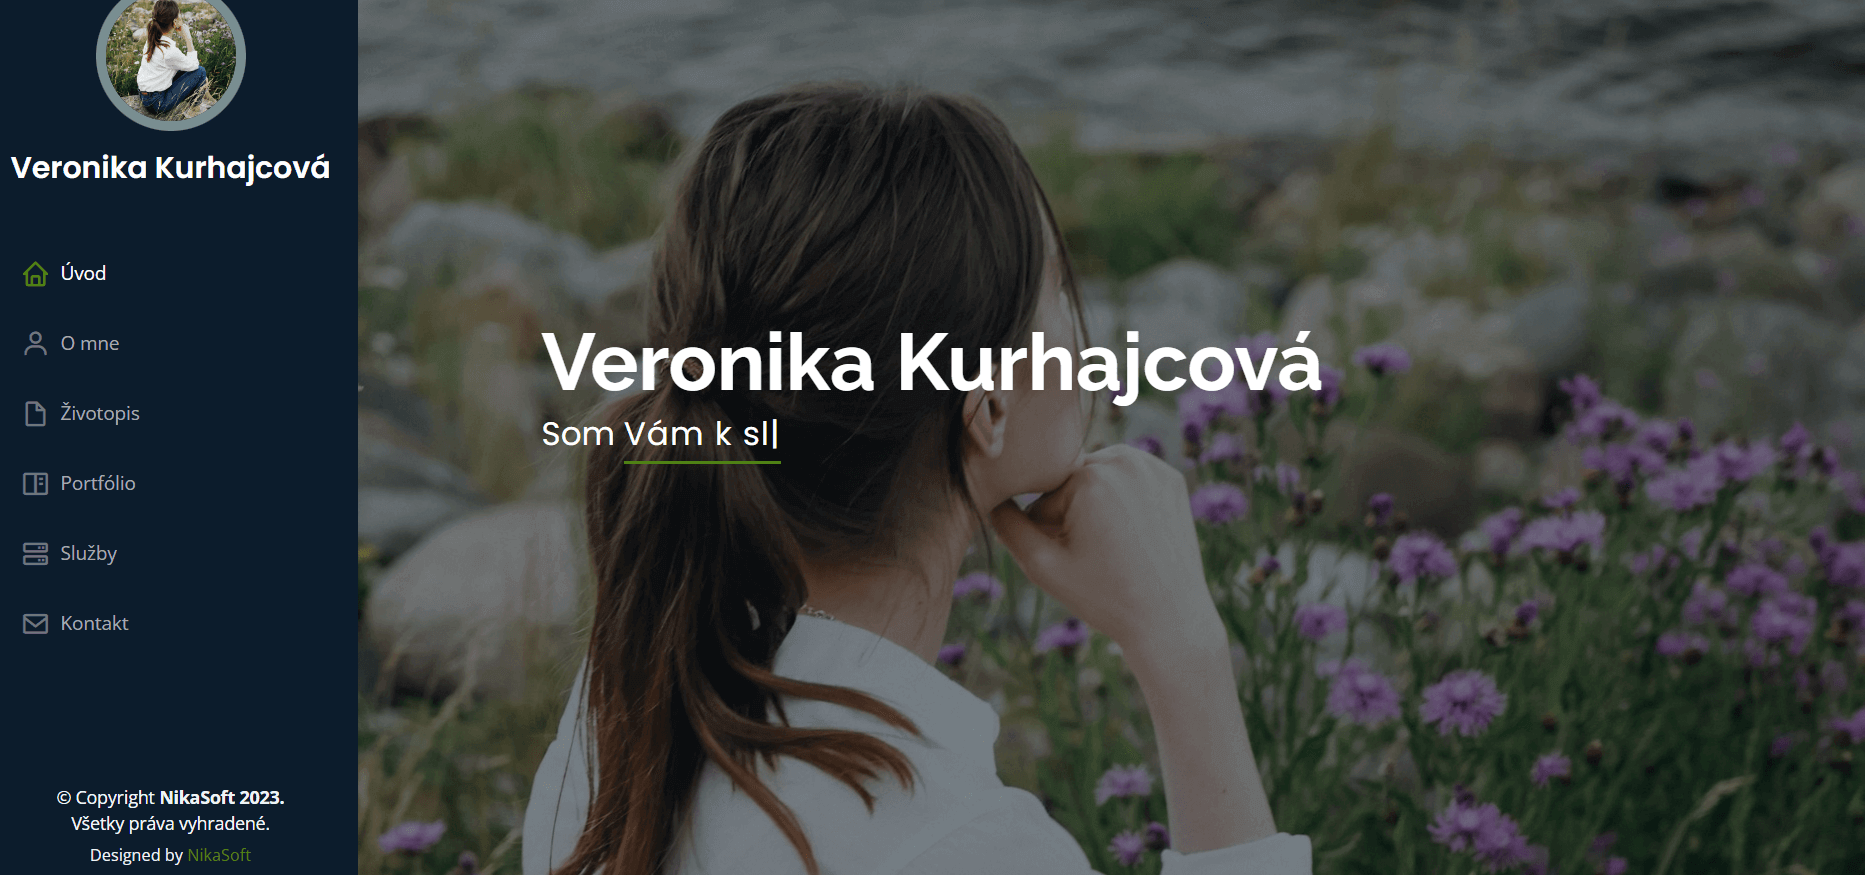 Veronika Kurhajcová
Úvod
O mne
Životopis
Portfólio
Služby
Kontakt
© Copyright NikaSoft 2023.
Všetky práva vyhradené.
Designed by NikaSoft
Veronika Kurhajcová
Som Vám k sl|